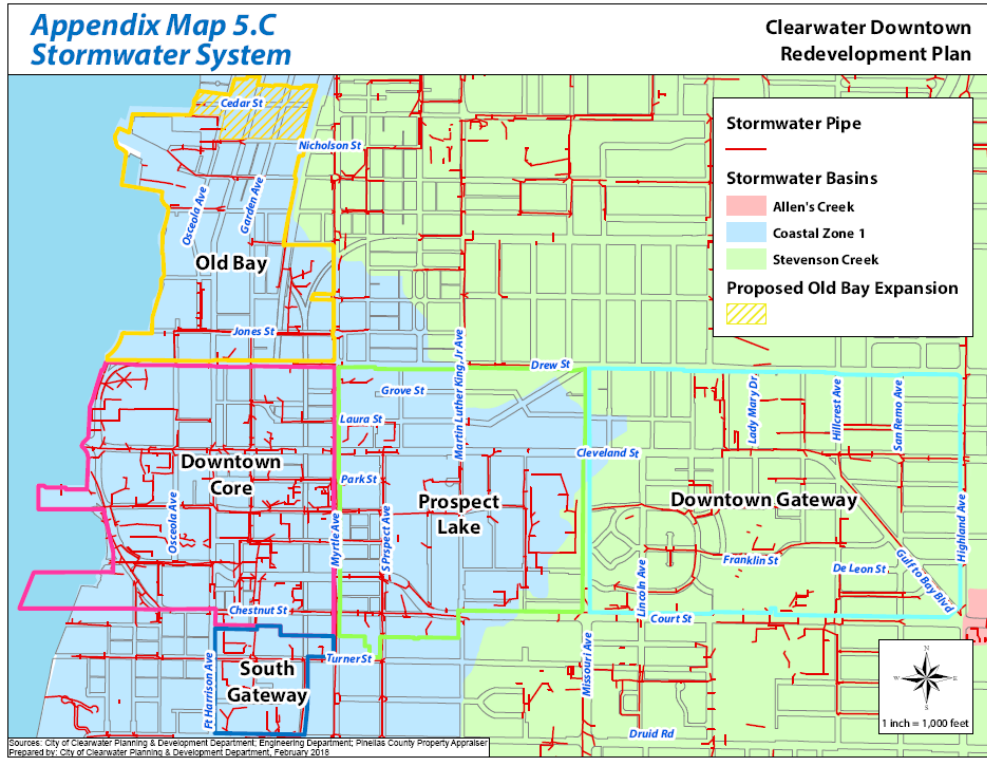 Appendix Map 5.C
Stormwater System
Clearwater Downtown
Redevelopment Plan
Stormwater Pipe
Stormwater Basins
Allen's Creek
Coastal Zone 1
Stevenson Creek
Proposed Old Bay Expansion
Cedar St
Nicholson St
Osceola Ave
Garden Ave
Old Bay
Jones St
Drew St
Martin Luther King, Jr Ave
Grove St
Laura St
Lady Mary Dr
Hillcrest Ave
San Remo Ave
Cleveland St
Downtown
Core
Park St
Prospect
Lake
Downtown Gateway
Osceola Ave
Myrtle Ave
S Prospect Ave
Highland Ave
Franklin St
De Leon St
Gulf to Bay Blvd
Lincoln Ave
Chestnut St
Court St
Turner St
South
Gateway
Ft Harrison Ave
Missouri Ave
Druid Rd
N
W
E
S
1 inch = 1,000 feet
Sources: City of Clearwater Planning & Development Department; Engineering Department; Pinellas County Property Appraiser
Prepared by: City of Clearwater Planning & Development Department, February 2018